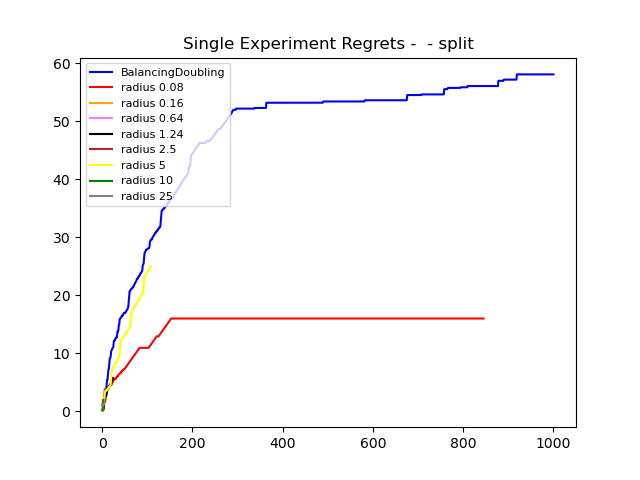 Single Experiment Regrets -  - split
60
50
40
30
20
10
0
BalancingDoubling
radius 0.08
radius 0.16
radius 0.64
radius 1.24
radius 2.5
radius 5
radius 10
radius 25
0 200 400 600 800 1000